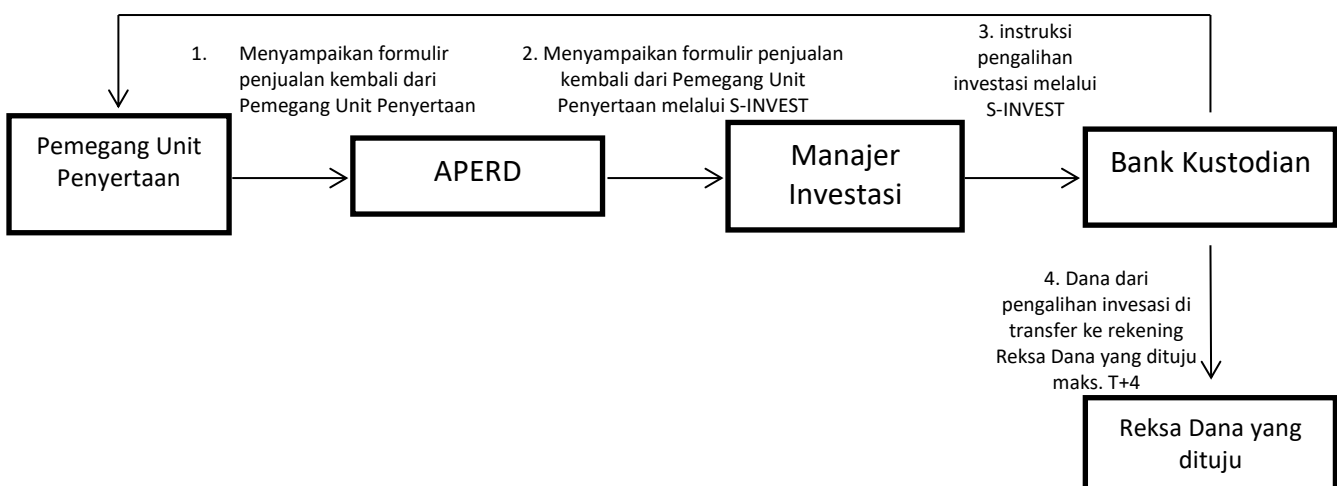 1. Menyampaikan formulir
penjualan kembali dari
Pemegang Unit Penyertaan
2. Menyampaikan formulir penjualan
kembali dari Pemegang Unit
Penyertaan melalui S-INVEST
3. instruksi
pengalihan
investasi melalui
S-INVEST
Pemegang Unit
Penyertaan
APERD
Manajer
Investasi
Bank Kustodian
4. Dana dari
pengalihan invesasi di
transfer ke rekening
Reksa Dana yang dituju
maks. T+4
Reksa Dana yang
dituju